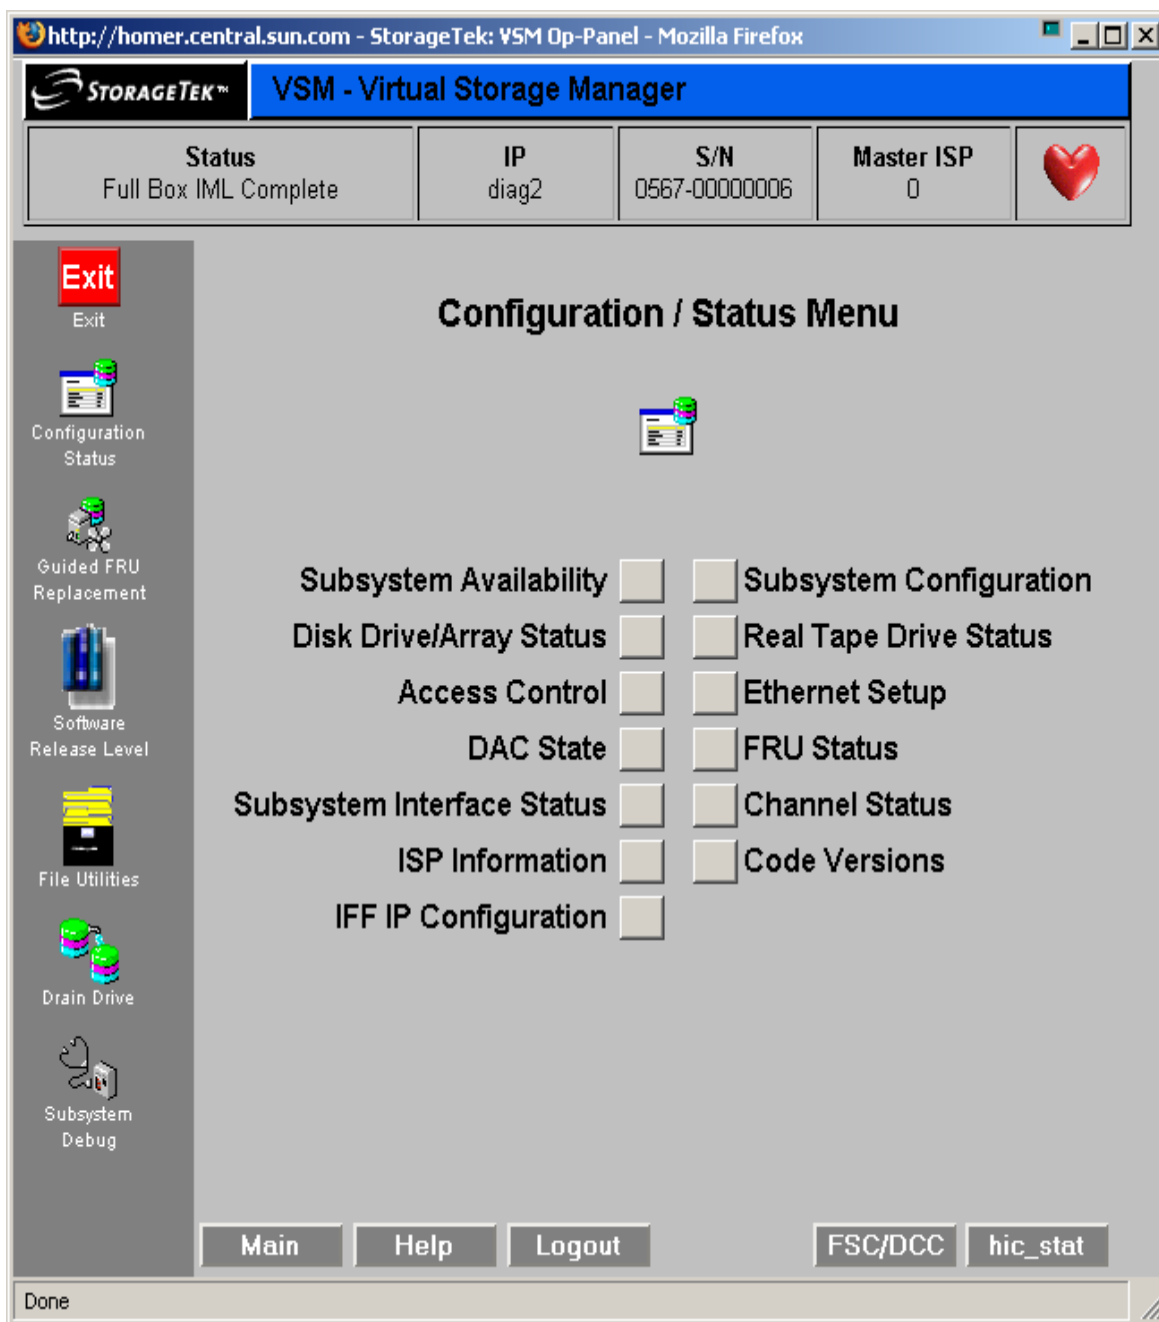 http://homer.central.sun.com - StorageTek: VSM Op-Panel - Mozilla Firefox
STORAGETEK™ VSM - Virtual Storage Manager
Status IP S/N Master ISP
Full Box IML Complete diag2 0567-00000006 0
Exit
Exit
Configuration
Status
Guided FRU
Replacement
Software
Release Level
File Utilities
Drain Drive
Subsystem
Debug
Configuration / Status Menu
Subsystem Availability Subsystem Configuration
Disk Drive/Array Status Real Tape Drive Status
Access Control Ethernet Setup
DAC State FRU Status
Subsystem Interface Status Channel Status
ISP Information Code Versions
IFF IP Configuration
Main Help Logout FSC/DCC hic_stat
Done